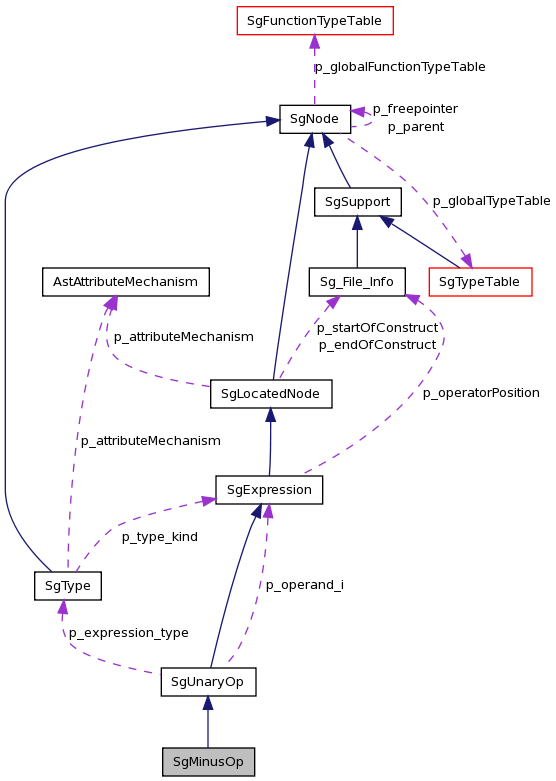 SgFunctionTypeTable
p_globalFunctionTypeTable
SgNode
p_freepointer
p_parent
SgSupport
p_globalTypeTable
AstAttributeMechanism
Sg_File_Info
SgTypeTable
p_attributeMechanism
p_startOfConstruct
p_endOfConstruct
SgLocatedNode
p_operatorPosition
p_attributeMechanism
SgExpression
p_type_kind
SgType
p_operand_i
p_expression_type
SgUnaryOp
SgMinusOp